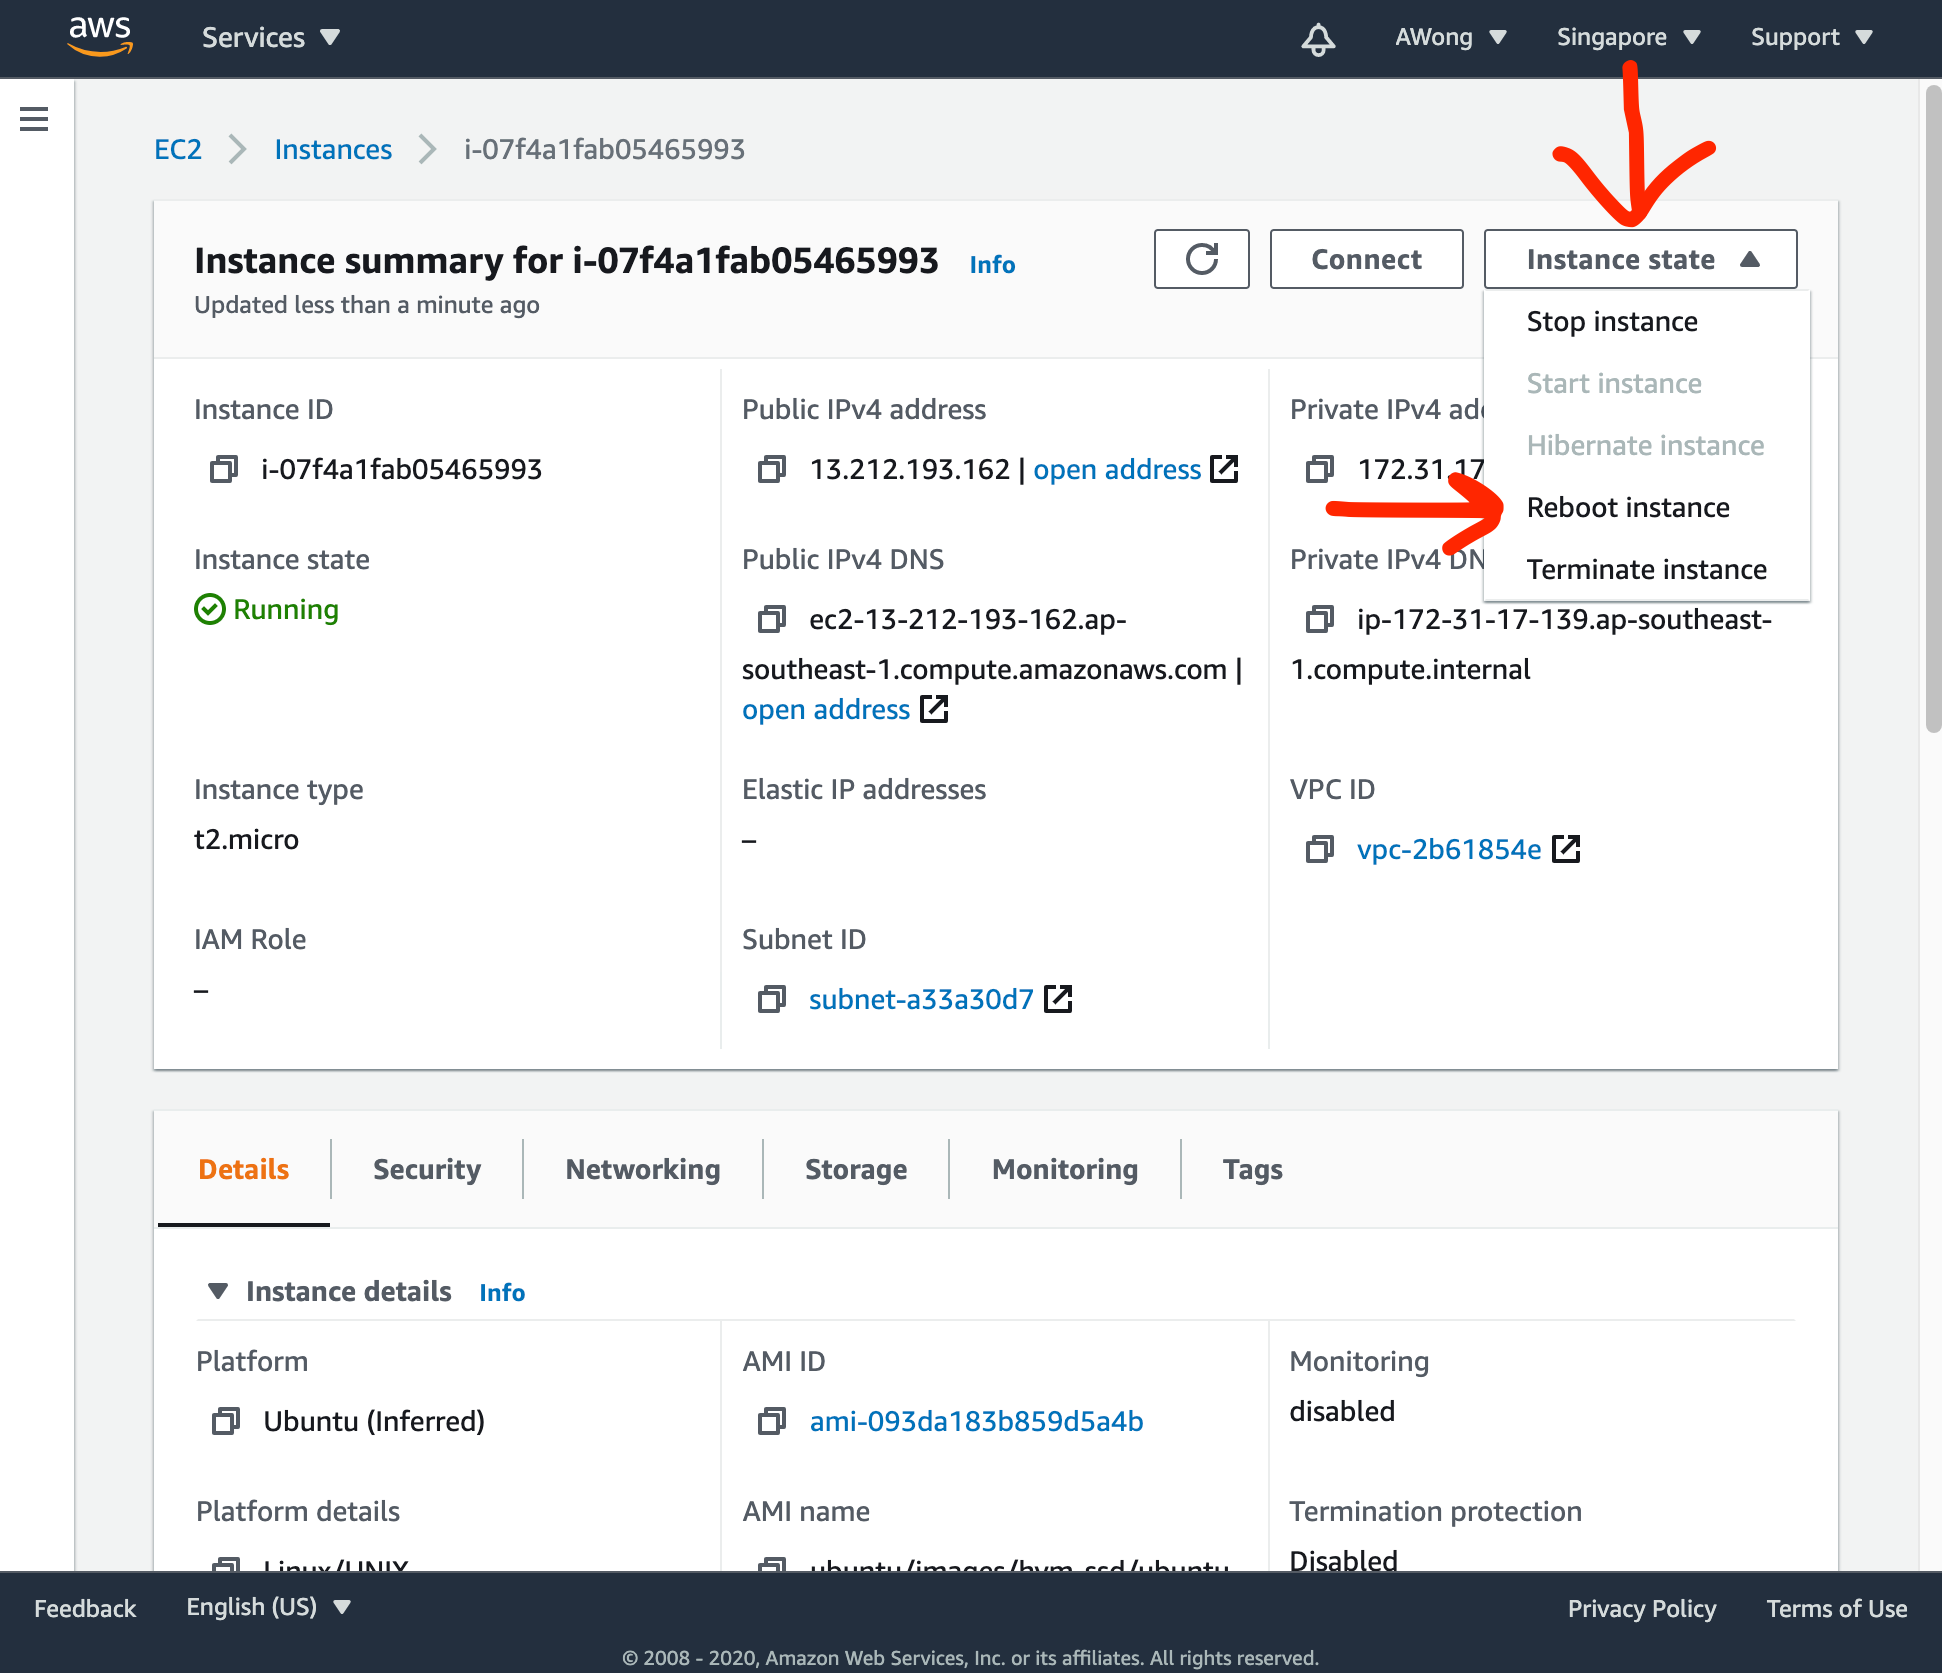 aws
Services
AWong
Singapore
Support
EC2
Instances
i-07f4a1fab05465993
Instance summary for i-07f4a1fab05465993
Info
Updated less than a minute ago
Connect
Instance state
Stop instance
Start instance
Hibernate instance
Reboot instance
Terminate instance
Instance ID
i-07f4a1fab05465993
Public IPv4 address
13.212.193.162 | open address
Private IPv4
172.31.17
Instance state
Running
Public IPv4 DNS
ec2-13-212-193-162.ap-
southeast-1.compute.amazonaws.com |
open address
Private IPv4
ip-172-31-17-139.ap-southeast-
1.compute.internal
Instance type
t2.micro
Elastic IP addresses
–
VPC ID
vpc-2b61854e
IAM Role
–
Subnet ID
subnet-a33a30d7
Details
Security
Networking
Storage
Monitoring
Tags
Instance details
Info
Platform
Ubuntu (Inferred)
AMI ID
ami-093da183b859d5a4b
Monitoring
disabled
Platform details
Linux/UNIX
AMI name
ubuntu/images/hvm-ssd/ubuntu
Termination protection
Disabled
Feedback
English (US)
Privacy Policy
Terms of Use
© 2008 - 2020, Amazon Web Services, Inc. or its affiliates. All rights reserved.